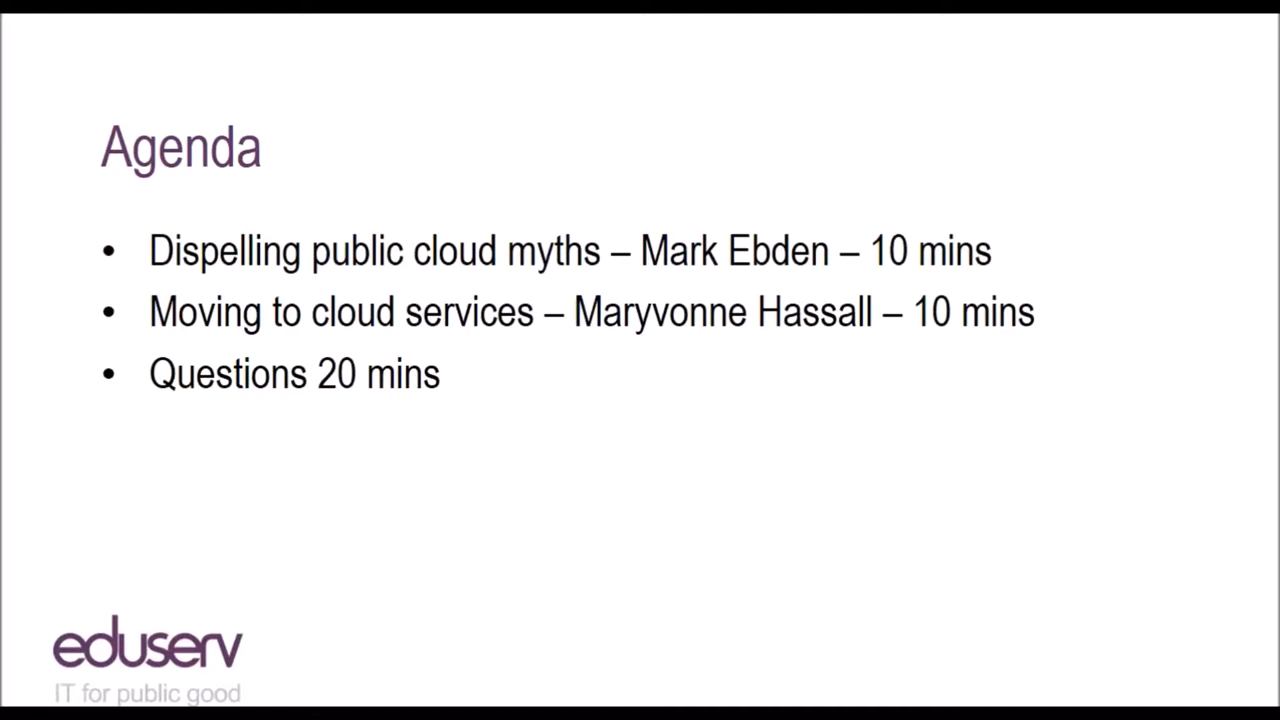 Agenda
• Dispelling public cloud myths – Mark Ebden – 10 mins
• Moving to cloud services – Maryvonne Hassall – 10 mins
• Questions 20 mins
eduserv
IT for public good